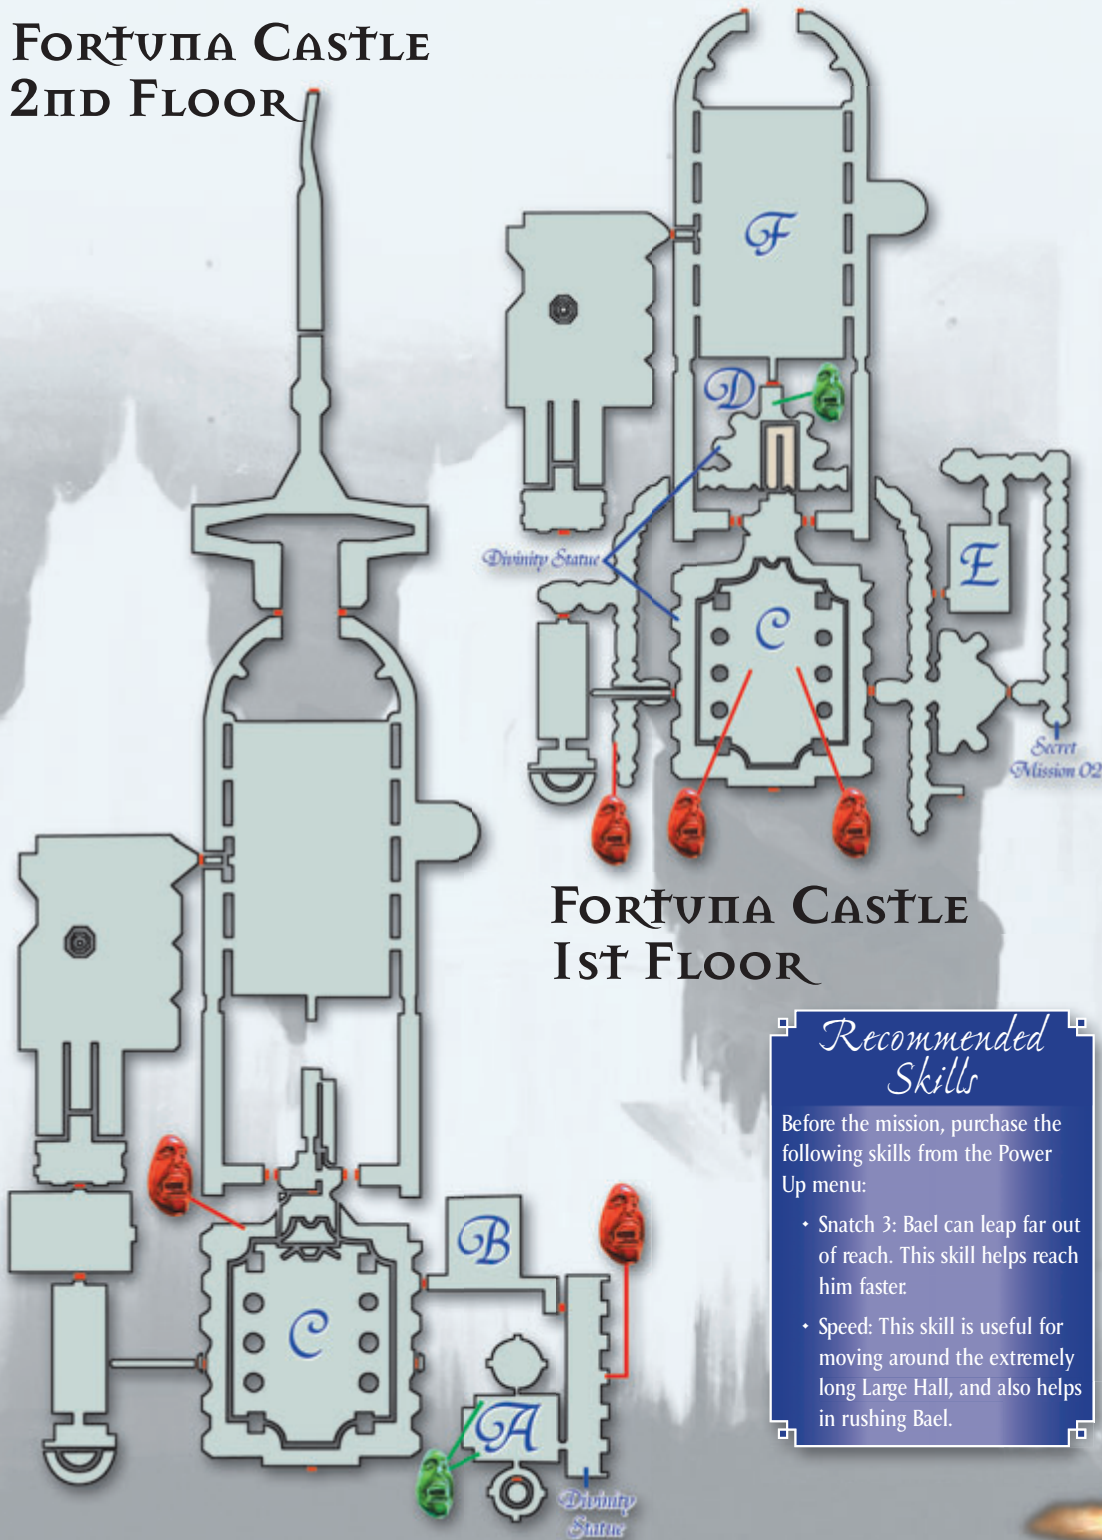 Fortuna Castle
2nd Floor
F
D
Divinity Statue
E
C
Secret
Mission 02
Fortuna Castle
1st Floor
B
C
A
Divinity
Statue
Recommended
Skills
Before the mission, purchase the
following skills from the Power
Up menu:
• Snatch 3: Bael can leap far out
of reach. This skill helps reach
him faster.
• Speed: This skill is useful for
moving around the extremely
long Large Hall, and also helps
in rushing Bael.